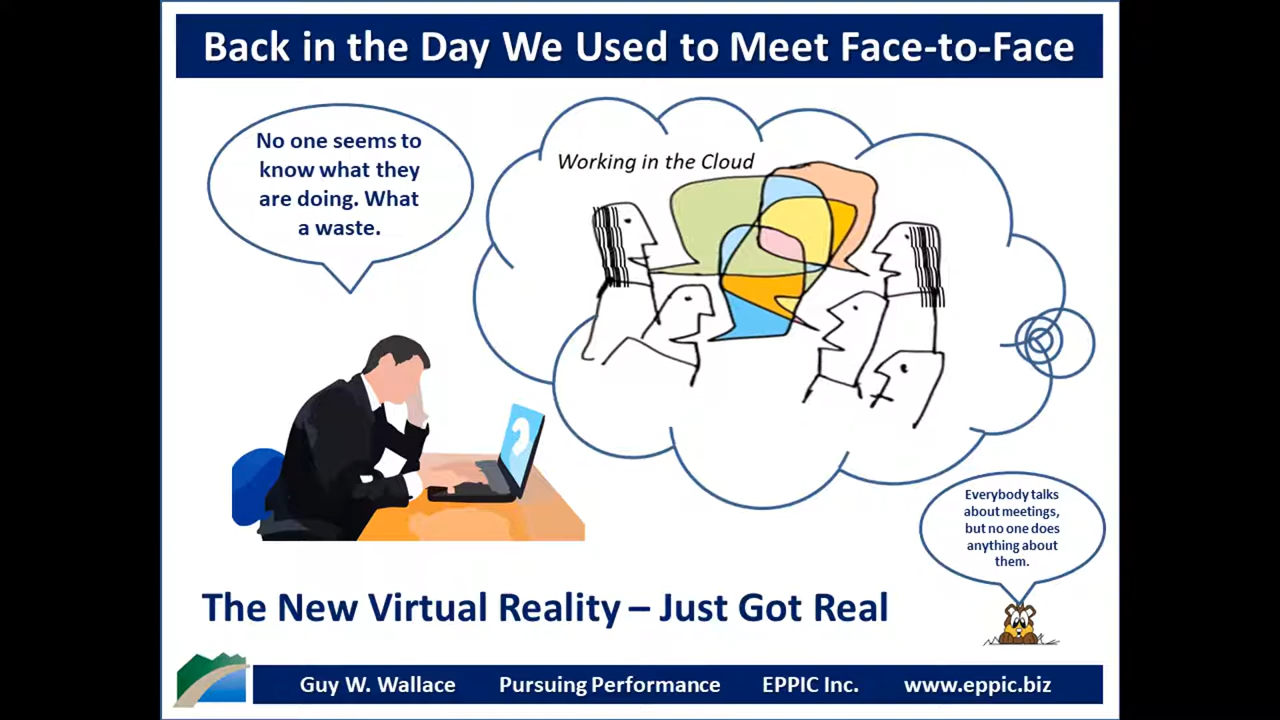 Back in the Day We Used to Meet Face-to-Face
No one seems to
know what they
are doing. What
a waste.
Working in the Cloud
?
Everybody talks
about meetings,
but no one does
anything about
them.
The New Virtual Reality – Just Got Real
Guy W. Wallace Pursuing Performance EPPIC Inc. www.eppic.biz